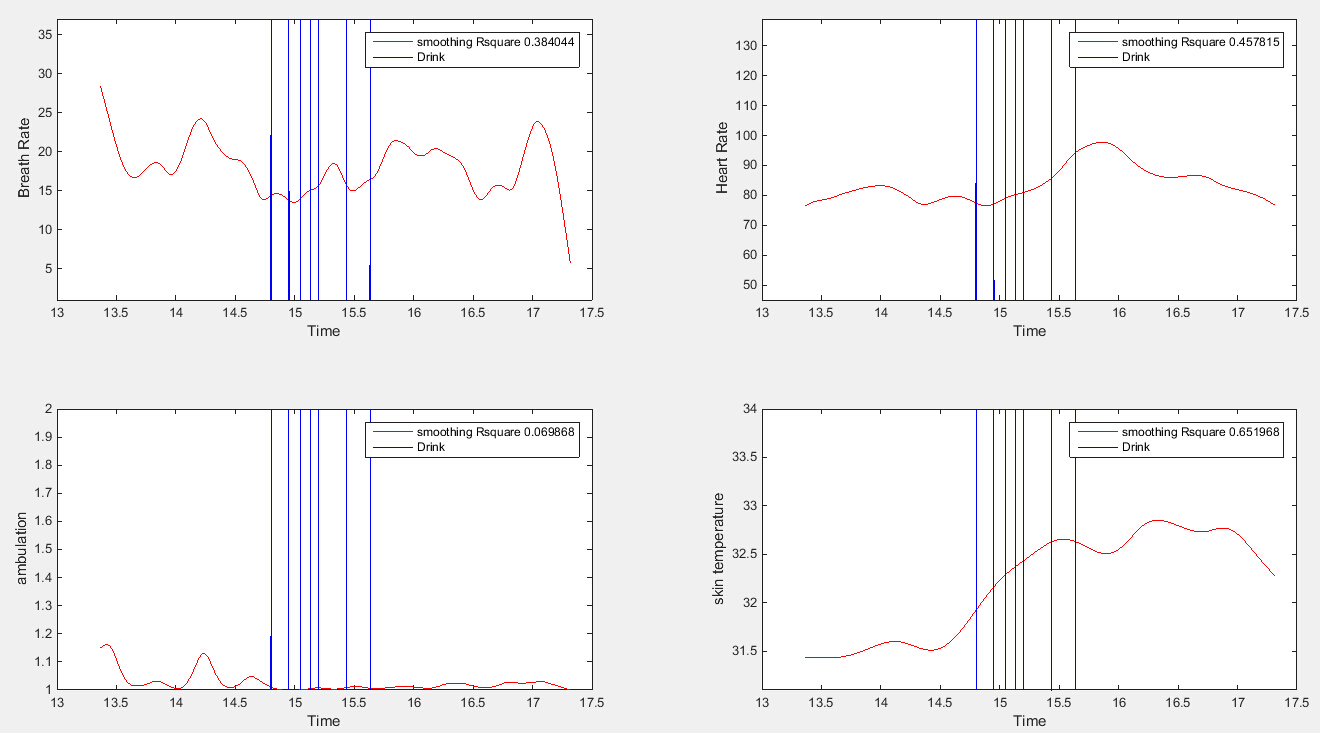 35
30
25
20
15
10
5
Breath Rate
smoothing Rsquare 0.384044
Drink
13 13.5 14 14.5 15 15.5 16 16.5 17 17.5
Time
130
120
110
100
90
80
70
60
50
Heart Rate
smoothing Rsquare 0.457815
Drink
13 13.5 14 14.5 15 15.5 16 16.5 17 17.5
Time
2
1.9
1.8
1.7
1.6
1.5
1.4
1.3
1.2
1.1
1
ambulation
smoothing Rsquare 0.069868
Drink
13 13.5 14 14.5 15 15.5 16 16.5 17 17.5
Time
34
33.5
33
32.5
32
31.5
skin temperature
smoothing Rsquare 0.651968
Drink
13 13.5 14 14.5 15 15.5 16 16.5 17 17.5
Time